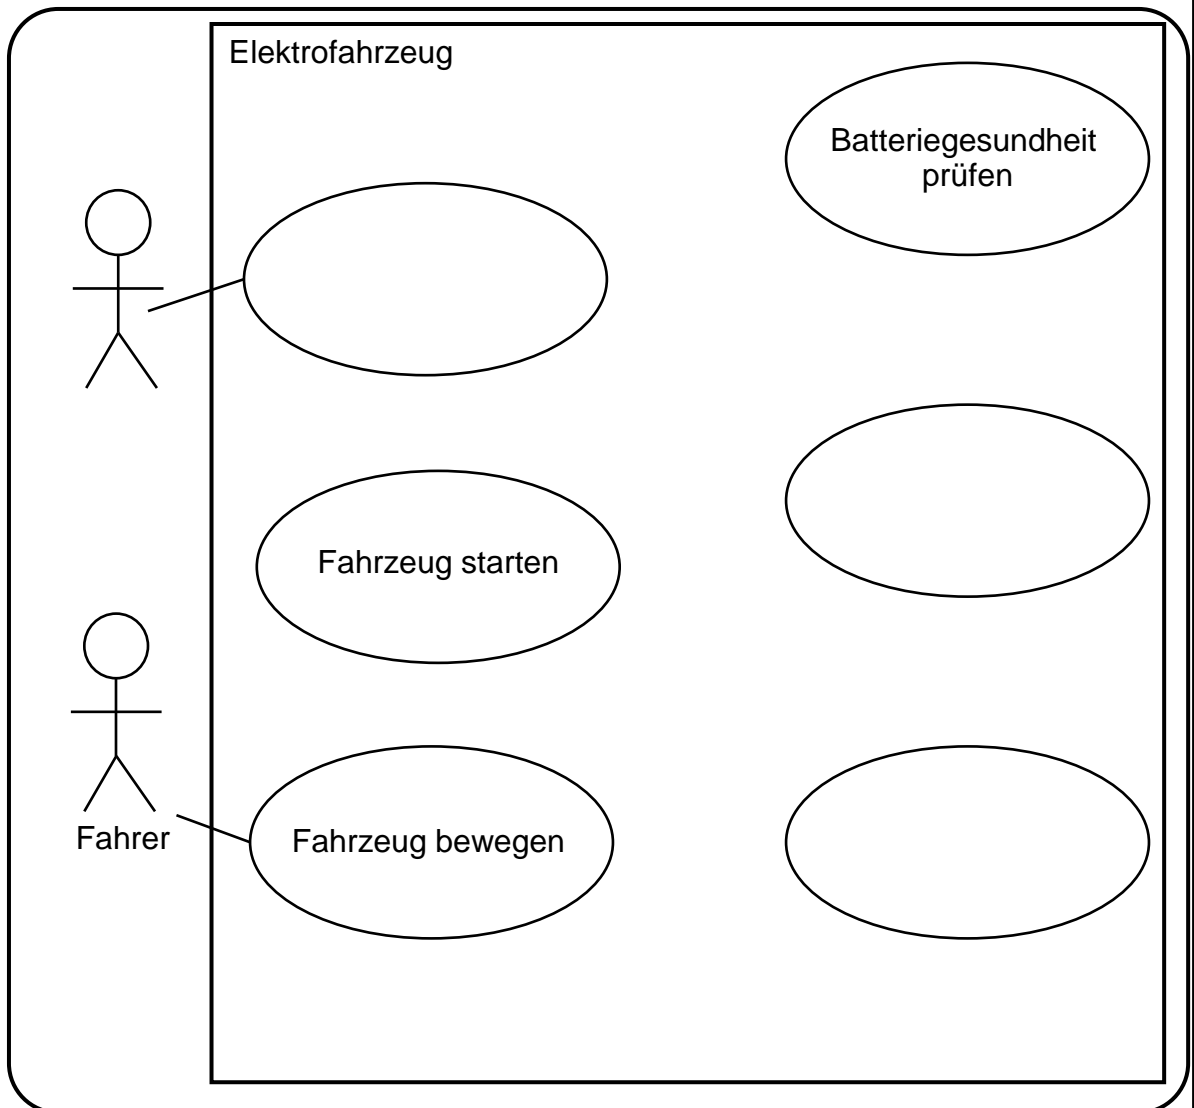 Elektrofahrzeug
Batteriegesundheit
prüfen
Fahrzeug starten
Fahrer
Fahrzeug bewegen